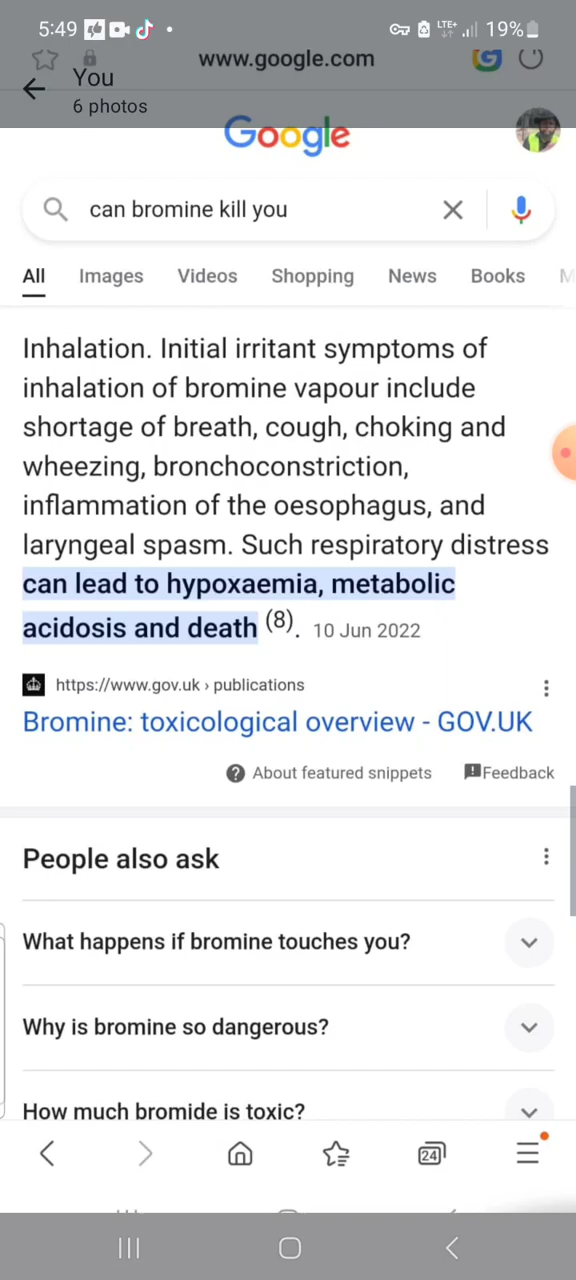 5:49 LTE+ 19%
www.google.com
You
6 photos
Google
can bromine kill you
All Images Videos Shopping News Books M
Inhalation. Initial irritant symptoms of
inhalation of bromine vapour include
shortage of breath, cough, choking and
wheezing, bronchoconstriction,
inflammation of the oesophagus, and
laryngeal spasm. Such respiratory distress
can lead to hypoxaemia, metabolic
acidosis and death (8). 10 Jun 2022
https://www.gov.uk › publications
Bromine: toxicological overview - GOV.UK
About featured snippets Feedback
People also ask
What happens if bromine touches you?
Why is bromine so dangerous?
How much bromide is toxic?
24